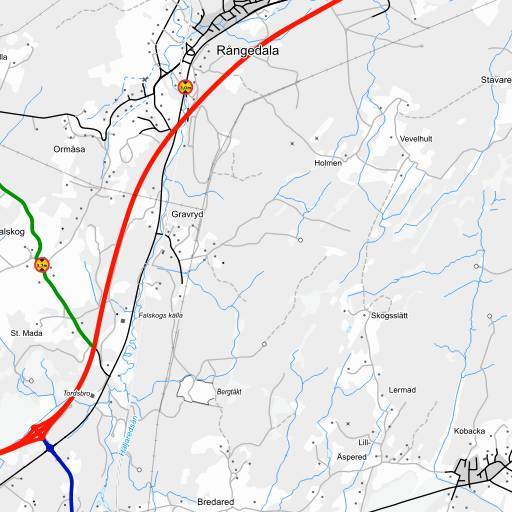 Rångedala
lla
Stavare
Vevelhult
Ormåsa
Holmen
Gravryd
alskog
Falskogs källa
Skogsslätt
St. Mada
Tordsbro
Bergtäkt
Lermad
Häljaredsån
Kobacka
Lill-
Äspered
Bredared